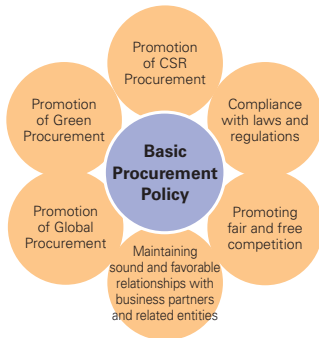 Promotion
of CSR
Procurement
Promotion
of Green
Procurement
Compliance
with laws and
regulations
Basic
Procurement
Policy
Promotion
of Global
Procurement
Promoting
fair and free
competition
Maintaining
sound and favorable
relationships with
business partners
and related entities